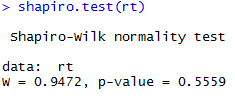 > shapiro.test(rt)
Shapiro-Wilk normality test
data:  rt
W = 0.9472, p-value = 0.5559